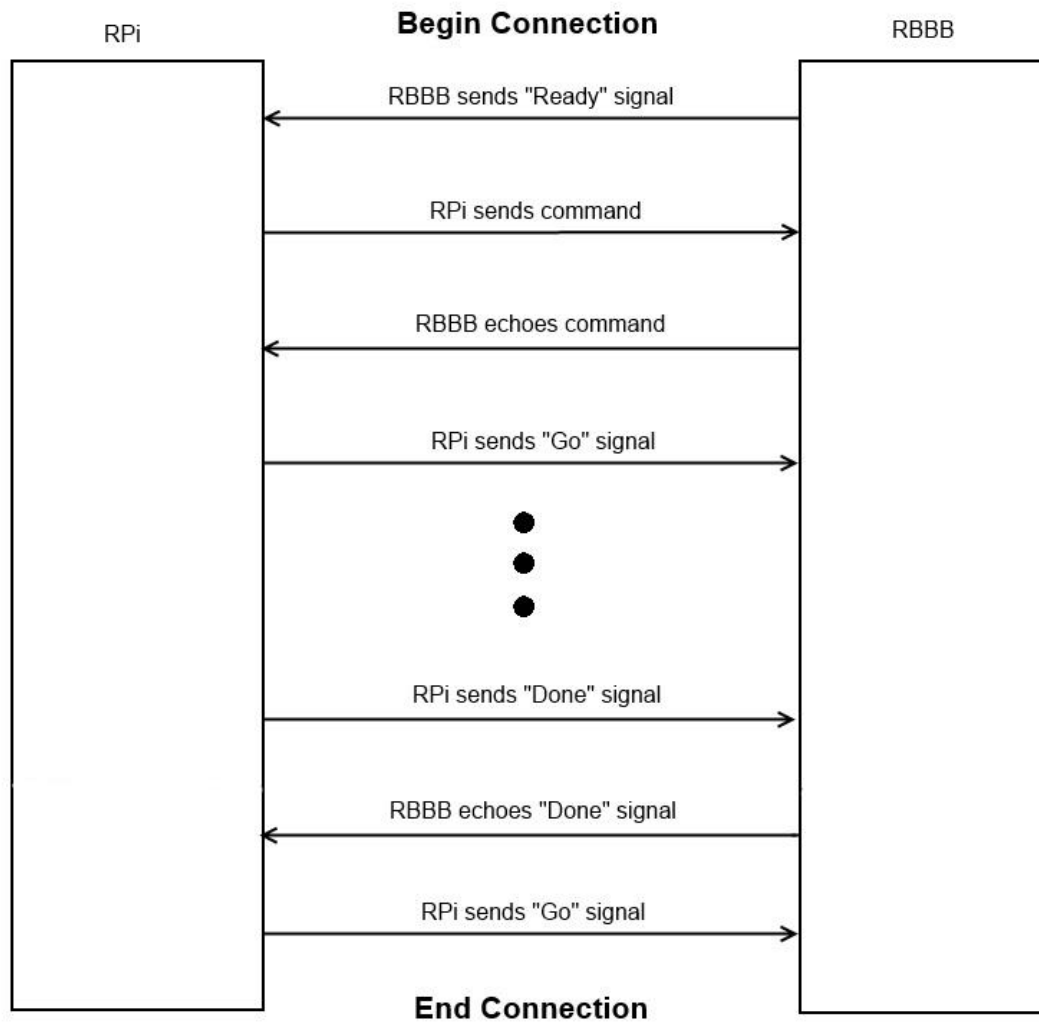 Begin Connection
RPi
RBBB
RBBB sends "Ready" signal
RPi sends command
RBBB echoes command
RPi sends "Go" signal
RPi sends "Done" signal
RBBB echoes "Done" signal
RPi sends "Go" signal
End Connection